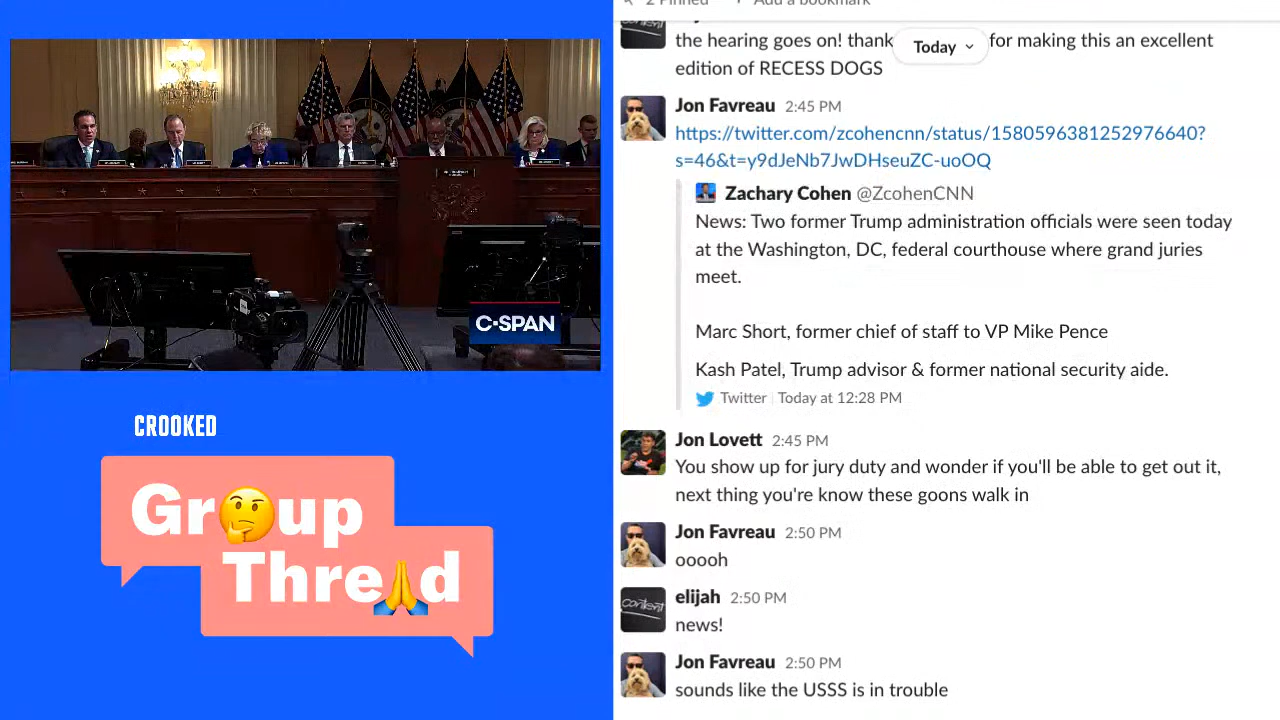 C-SPAN
CROOKED
Gr🤔up
Thre🙏d
2 Pinned
Add a bookmark
the hearing goes on! thank
for making this an excellent
Today
edition of RECESS DOGS
Jon Favreau 2:45 PM
https://twitter.com/zcohencnn/status/1580596381252976640?
s=46&t=y9dJeNb7JwDHseuZC-uoOQ
Zachary Cohen @ZcohenCNN
News: Two former Trump administration officials were seen today
at the Washington, DC, federal courthouse where grand juries
meet.
Marc Short, former chief of staff to VP Mike Pence
Kash Patel, Trump advisor & former national security aide.
Twitter | Today at 12:28 PM
Jon Lovett 2:45 PM
You show up for jury duty and wonder if you'll be able to get out it,
next thing you're know these goons walk in
Jon Favreau 2:50 PM
ooooh
content
elijah 2:50 PM
news!
Jon Favreau 2:50 PM
sounds like the USSS is in trouble